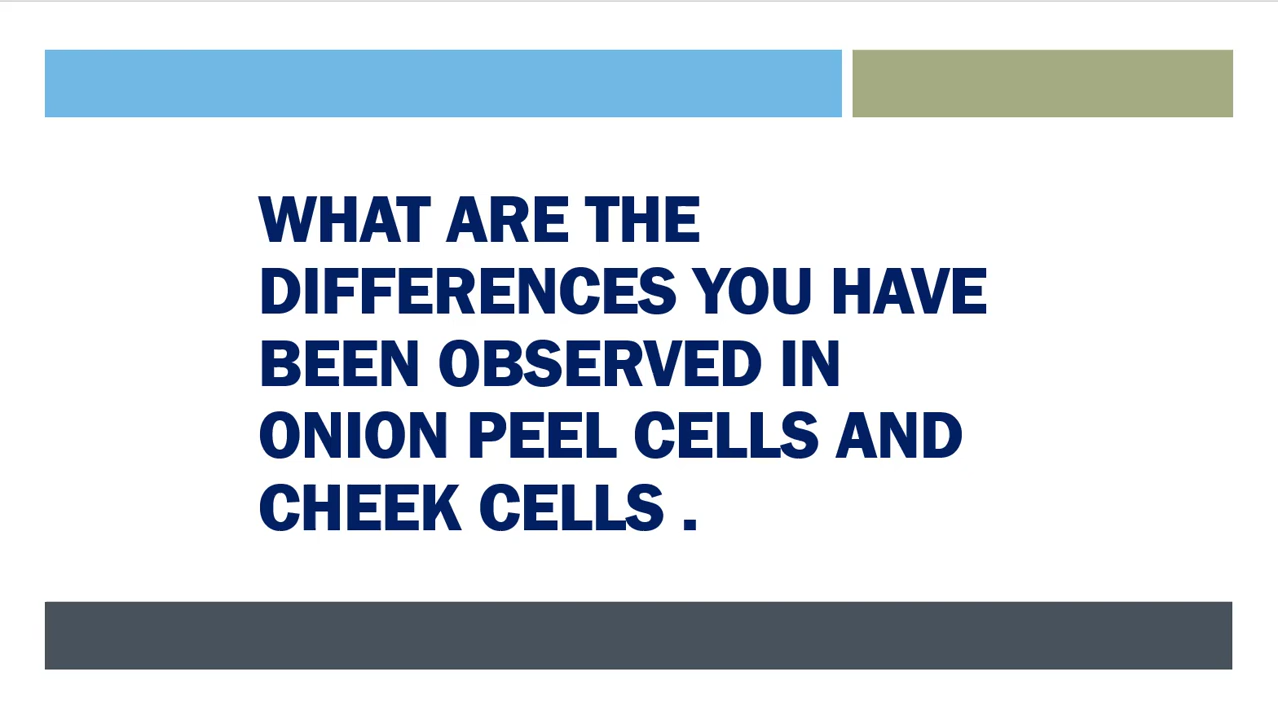 WHAT ARE THE
DIFFERENCES YOU HAVE
BEEN OBSERVED IN
ONION PEEL CELLS AND
CHEEK CELLS .